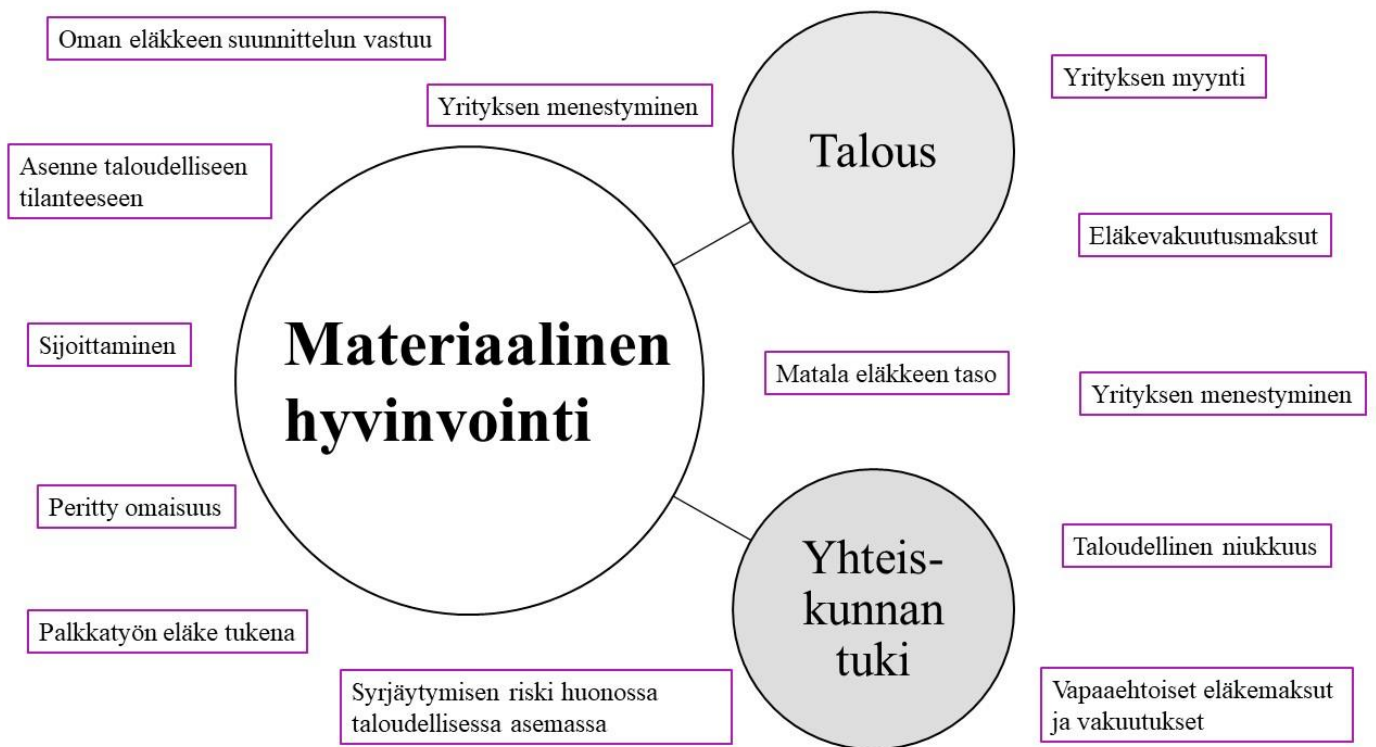 Oman eläkkeen suunnittelun vastuu
Yrityksen menestyminen
Talous
Yrityksen myynti
Asenne taloudelliseen
tilanteeseen
Eläkevakuutusmaksut
Sijoittaminen
Materiaalinen
hyvinvointi
Matala eläkkeen taso
Yrityksen menestyminen
Peritty omaisuus
Yhteis-
kunnan
tuki
Taloudellinen niukkuus
Palkkatyön eläke tukena
Syrjäytymisen riski huonossa
taloudellisessa asemassa
Vapaaehtoiset eläkemaksut
ja vakuutukset